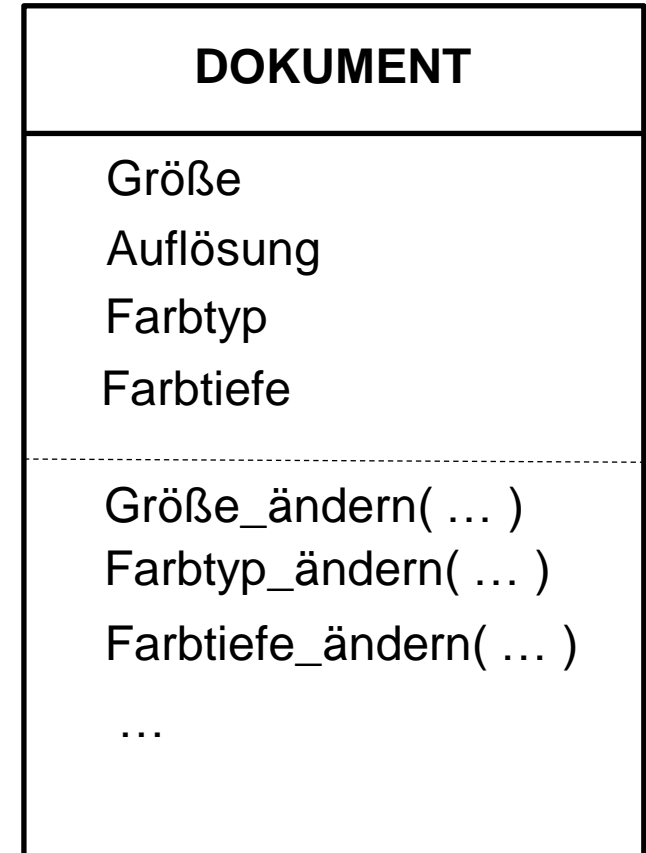 DOKUMENT
Größe
Auflösung
Farbtyp
Farbtiefe
Größe_ändern( … )
Farbtyp_ändern( … )
Farbtiefe_ändern( … )
…